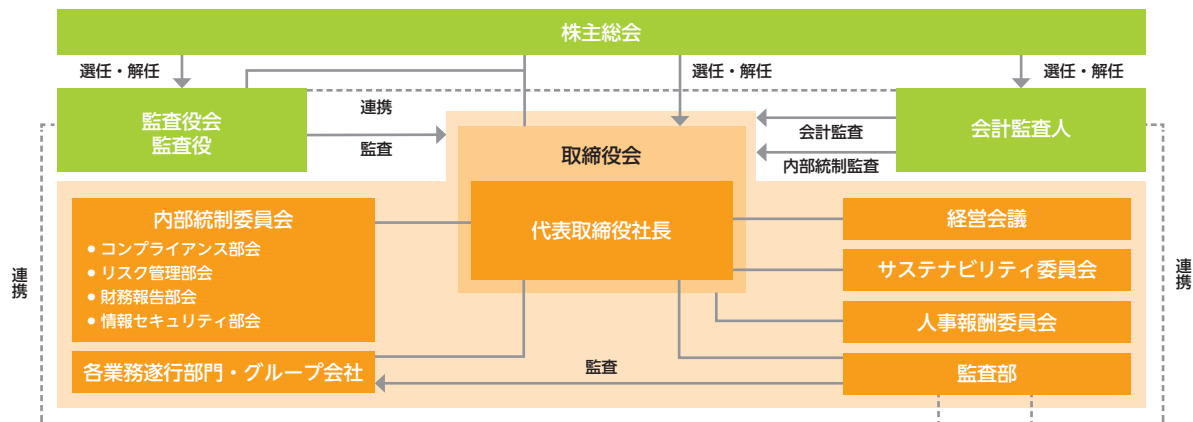 株主総会
選任・解任
選任・解任
選任・解任
監査役会
監査役
連携
監査
会計監査人
会計監査
内部統制監査
取締役会
代表取締役社長
内部統制委員会
● コンプライアンス部会
● リスク管理部会
● 財務報告部会
● 情報セキュリティ部会
各業務遂行部門・グループ会社
経営会議
サステナビリティ委員会
人事報酬委員会
監査部
監査
連携
連携